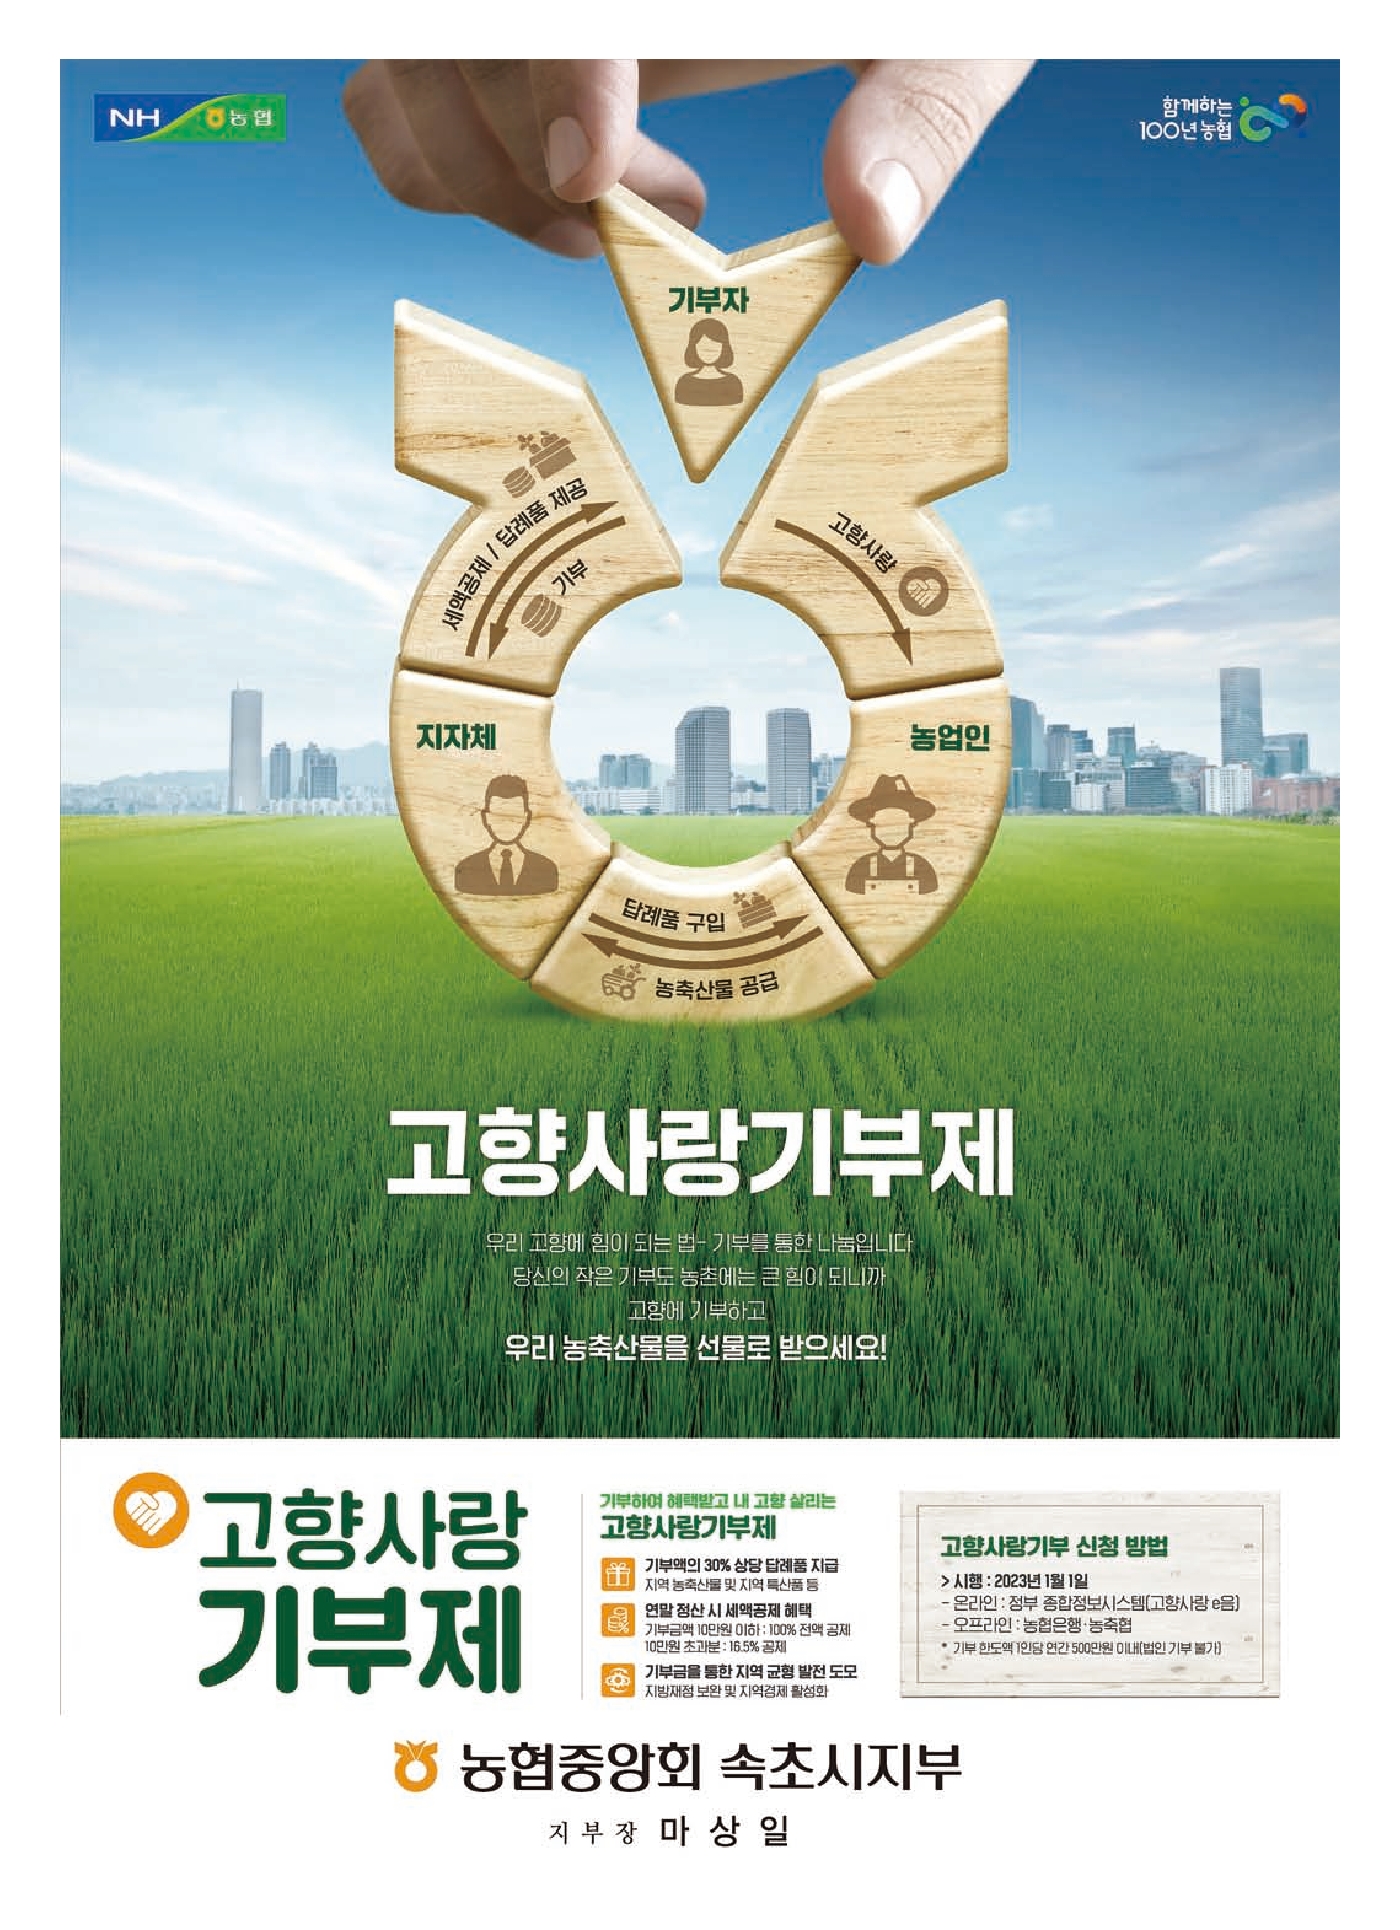 NH 농협
함께하는
100년 농협
기부자
세액공제 / 답례품 제공
기부
고향사랑
지자체
농업인
답례품 구입
농축산물 공급
고향사랑기부제
우리 고향에 힘이 되는 법- 기부를 통한 나눔입니다
당신의 작은 기부도 농촌에는 큰 힘이 되니까
고향에 기부하고
우리 농축산물을 선물로 받으세요!
고향사랑
기부제
기부하여 혜택받고 내 고향 살리는
고향사랑기부제
기부액의 30% 상당 답례품 지급
지역 농축산물 및 지역 특산품 등
연말 정산 시 세액공제 혜택
기부금액 10만원 이하 : 100% 전액 공제
10만원 초과분 : 16.5% 공제
기부금을 통한 지역 균형 발전 도모
지방재정 보완 및 지역경제 활성화
고향사랑기부 신청 방법
> 시행 : 2023년 1월 1일
- 온라인 : 정부 종합정보시스템(고향사랑 e음)
- 오프라인 : 농협은행·농축협
* 기부 한도액 1인당 연간 500만원 이내(법인 기부 불가)
농협중앙회 속초시지부
지부장 마상일